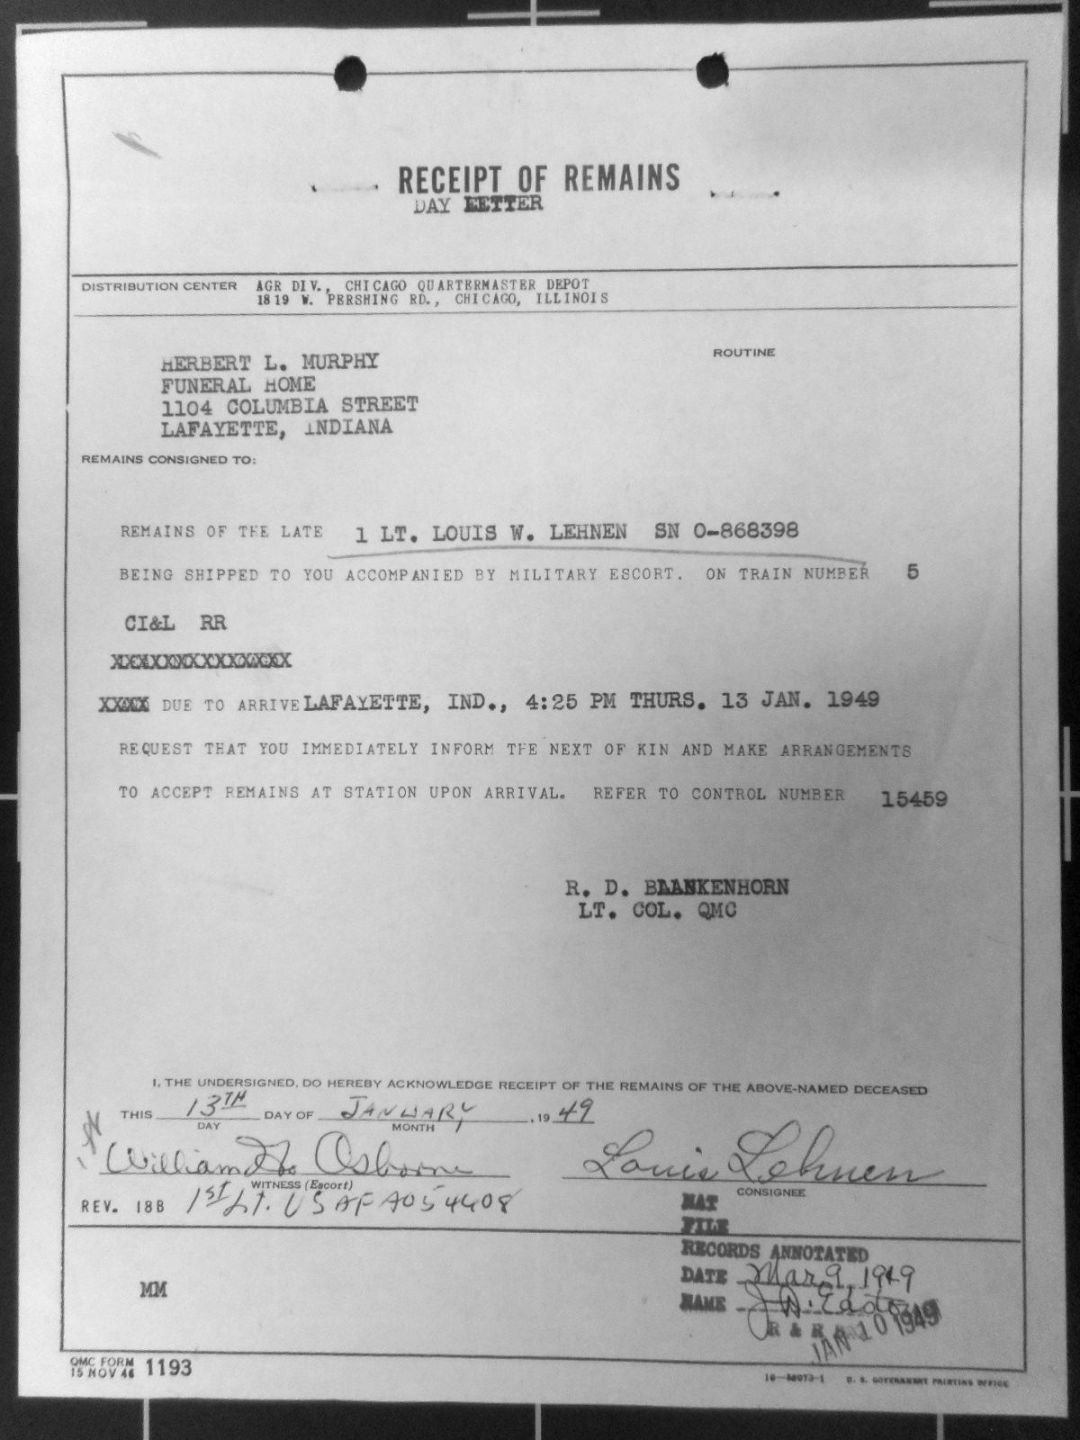 RECEIPT OF REMAINS
DAY LETTER
DISTRIBUTION CENTER AGR DIV., CHICAGO QUARTERMASTER DEPOT
1819 W. PERSHING RD., CHICAGO, ILLINOIS
ROUTINE
HERBERT L. MURPHY
FUNERAL HOME
1104 COLUMBIA STREET
LAFAYETTE, INDIANA
REMAINS CONSIGNED TO:
REMAINS OF THE LATE 1 LT. LOUIS W. LEHNEN SN O-868398
BEING SHIPPED TO YOU ACCOMPANIED BY MILITARY ESCORT. ON TRAIN NUMBER 5
CI&L RR
XXXXXXXXXXXXXXX
XXXX DUE TO ARRIVE LAFAYETTE, IND., 4:25 PM THURS. 13 JAN. 1949
REQUEST THAT YOU IMMEDIATELY INFORM THE NEXT OF KIN AND MAKE ARRANGEMENTS
TO ACCEPT REMAINS AT STATION UPON ARRIVAL. REFER TO CONTROL NUMBER 15459
R. D. BLANKENHORN
LT. COL. QMC
I, THE UNDERSIGNED, DO HEREBY ACKNOWLEDGE RECEIPT OF THE REMAINS OF THE ABOVE-NAMED DECEASED
THIS 13TH DAY OF JANUARY, 1949
DAY MONTH
William Osborne Louis Lehnen
WITNESS (Escort) CONSIGNEE
REV. 18B 1st Lt. USAF AO54408
NAT
FILE
RECORDS ANNOTATED
DATE Mar 9, 1949
NAME J.D.
R & R
JAN 10 1949
MM
QMC FORM 1193
15 NOV 46
U. S. GOVERNMENT PRINTING OFFICE